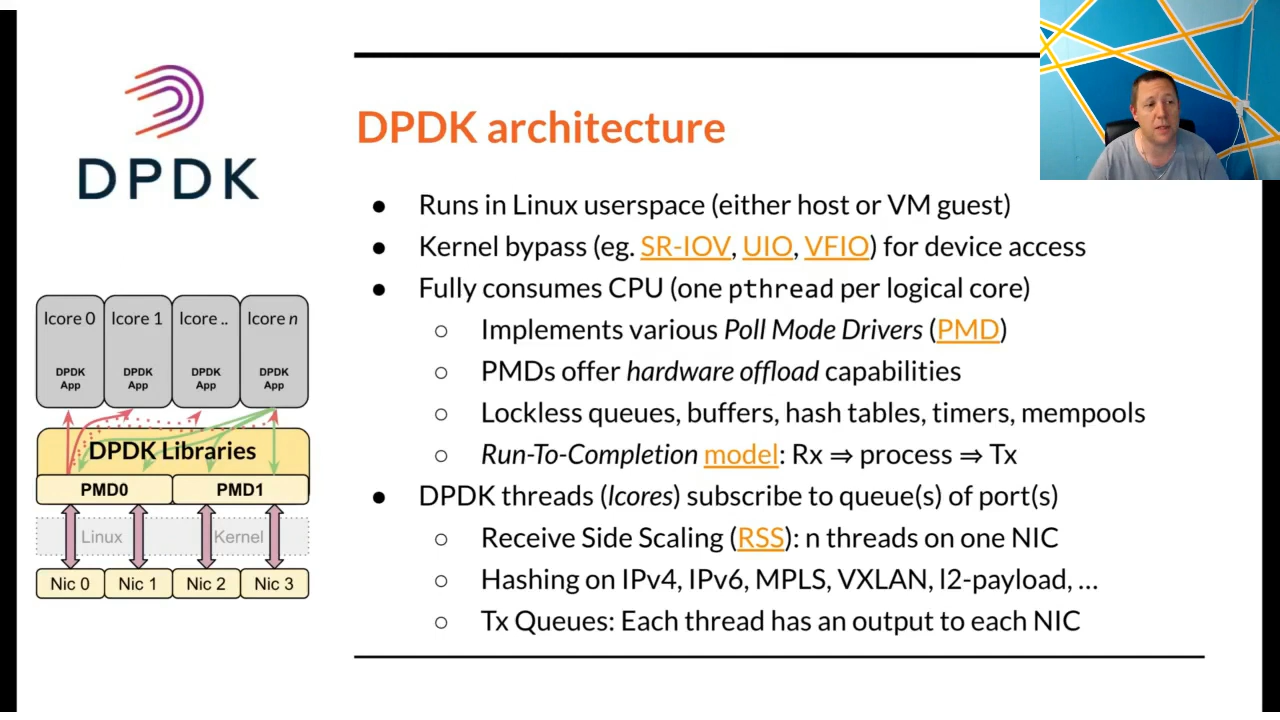 DPDK
DPDK architecture
● Runs in Linux userspace (either host or VM guest)
● Kernel bypass (eg. SR-IOV, UIO, VFIO) for device access
● Fully consumes CPU (one pthread per logical core)
○ Implements various Poll Mode Drivers (PMD)
○ PMDs offer hardware offload capabilities
○ Lockless queues, buffers, hash tables, timers, mempools
○ Run-To-Completion model: Rx ⇒ process ⇒ Tx
● DPDK threads (lcores) subscribe to queue(s) of port(s)
○ Receive Side Scaling (RSS): n threads on one NIC
○ Hashing on IPv4, IPv6, MPLS, VXLAN, l2-payload, …
○ Tx Queues: Each thread has an output to each NIC
lcore 0 lcore 1 lcore .. lcore n
DPDK DPDK DPDK DPDK
App App App App
DPDK Libraries
PMD0 PMD1
Linux Kernel
Nic 0 Nic 1 Nic 2 Nic 3